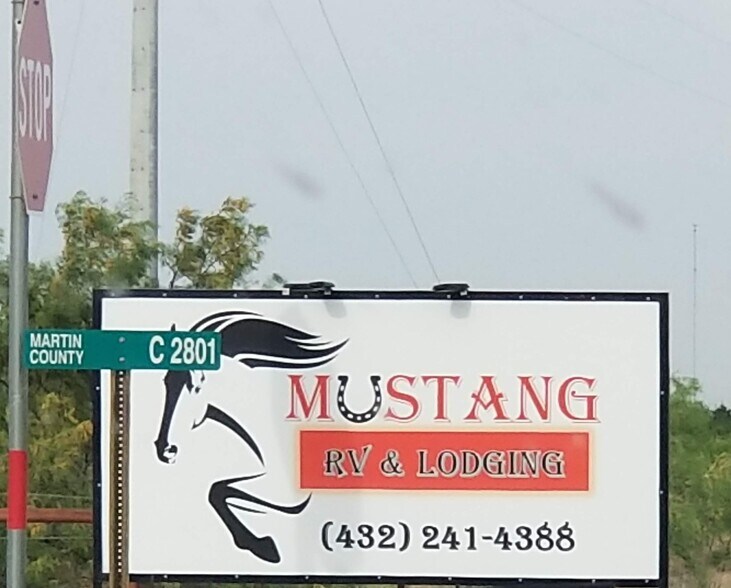 STOP
MARTIN
COUNTY
C 2801
MUSTANG
RV & LODGING
(432) 241-4388